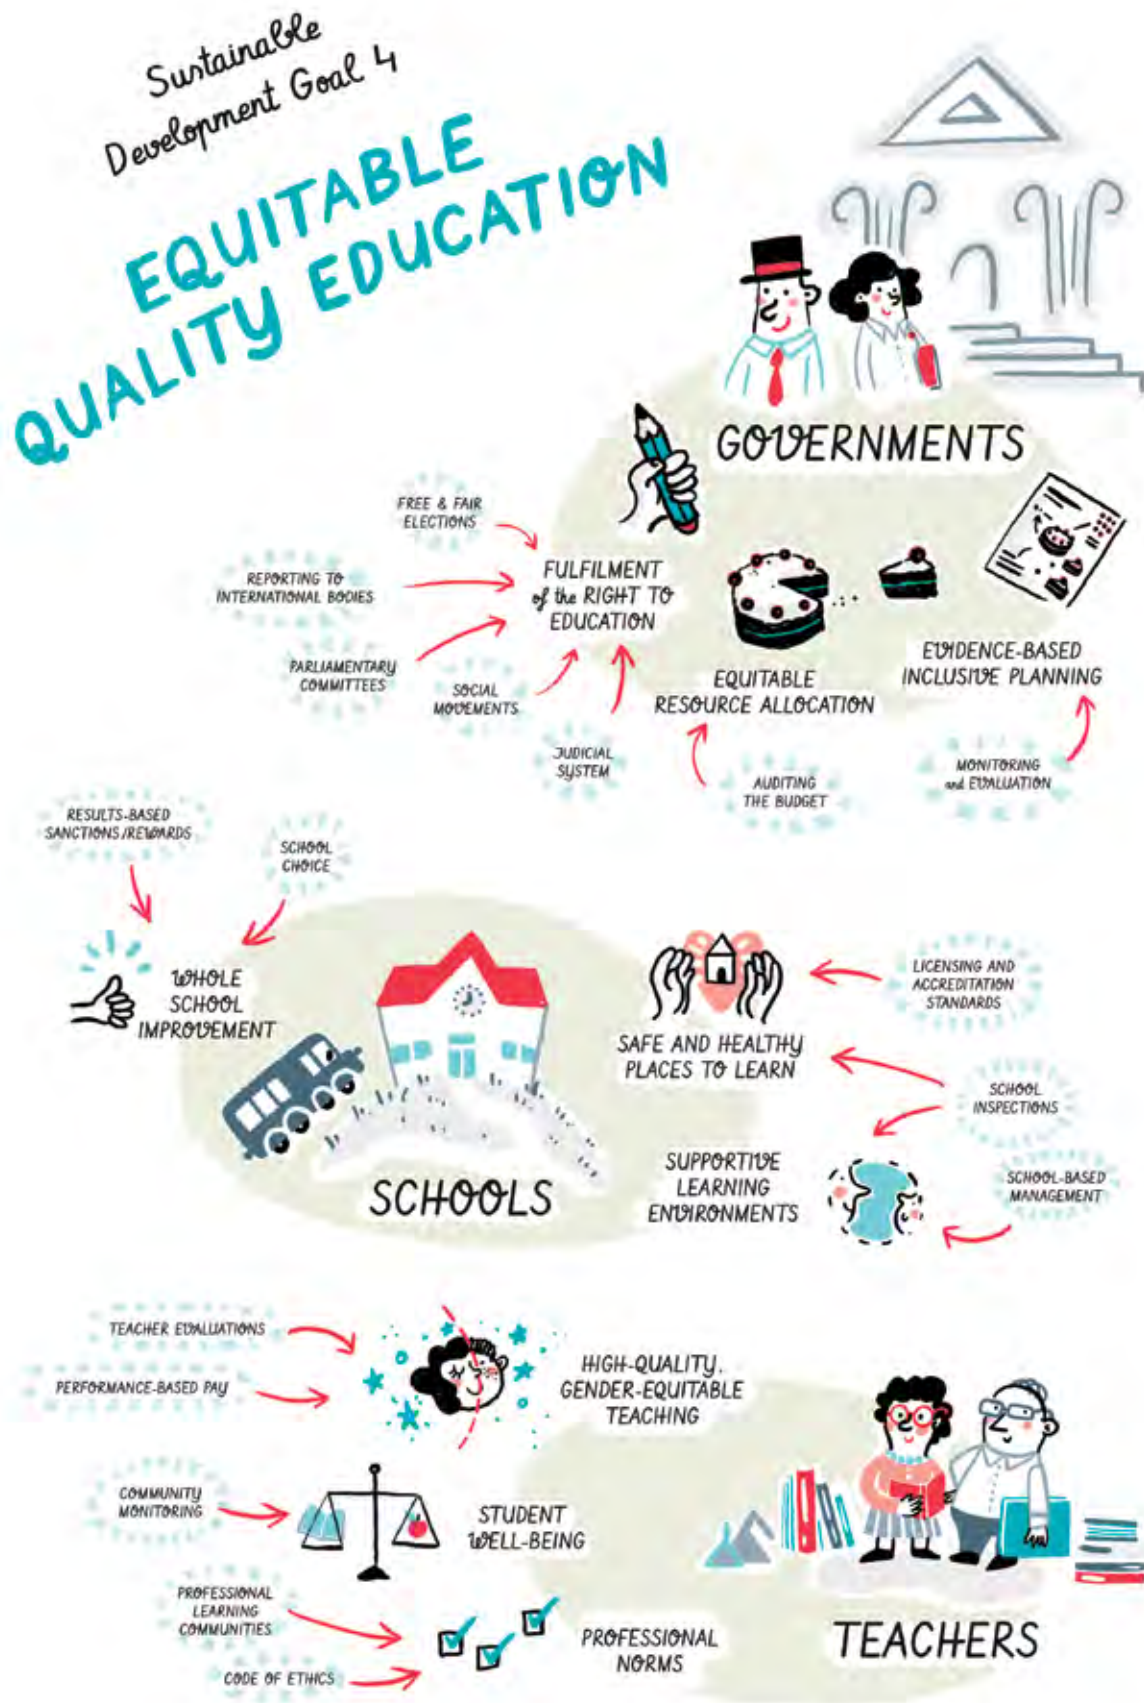 Sustainable
Development Goal 4
EQUITABLE
QUALITY EDUCATION
GOVERNMENTS
FREE & FAIR
ELECTIONS
REPORTING TO
INTERNATIONAL BODIES
PARLIAMENTARY
COMMITTEES
SOCIAL
MOVEMENTS
JUDICIAL
SYSTEM
FULFILMENT
of the RIGHT TO
EDUCATION
EQUITABLE
RESOURCE ALLOCATION
AUDITING
THE BUDGET
EVIDENCE-BASED
INCLUSIVE PLANNING
MONITORING
and EVALUATION
RESULTS-BASED
SANCTIONS/REWARDS
SCHOOL
CHOICE
WHOLE
SCHOOL
IMPROVEMENT
SCHOOLS
SAFE AND HEALTHY
PLACES TO LEARN
LICENSING AND
ACCREDITATION
STANDARDS
SCHOOL
INSPECTIONS
SUPPORTIVE
LEARNING
ENVIRONMENTS
SCHOOL-BASED
MANAGEMENT
TEACHER EVALUATIONS
PERFORMANCE-BASED PAY
HIGH-QUALITY,
GENDER-EQUITABLE
TEACHING
COMMUNITY
MONITORING
STUDENT
WELL-BEING
PROFESSIONAL
LEARNING
COMMUNITIES
CODE OF ETHICS
PROFESSIONAL
NORMS
TEACHERS